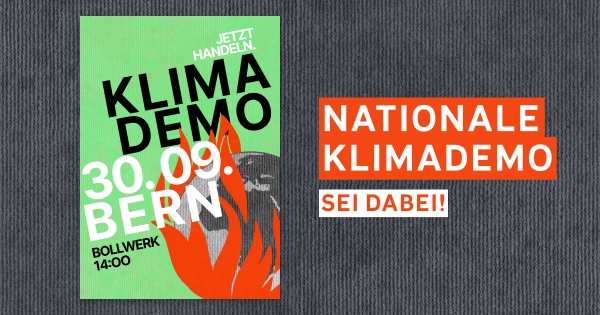 JETZT
HANDELN.
KLIMA
DEMO
30.09.
BERN
BOLLWERK
14:00
NATIONALE
KLIMADEMO
SEI DABEI!